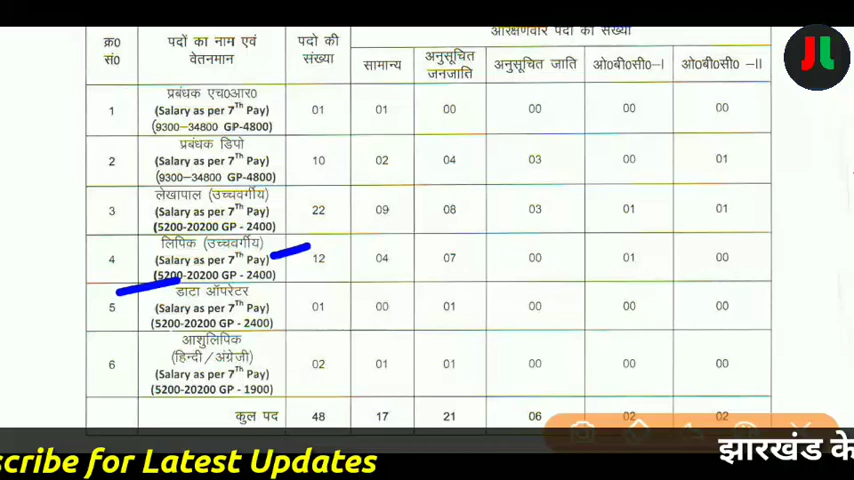 आरक्षणवार पदों की संख्या
क्र0 सं0 पदों का नाम एवं वेतनमान पदो की संख्या सामान्य अनुसूचित जनजाति अनुसूचित जाति ओ0बी0सी0-I ओ0बी0सी0 -II
1 प्रबंधक एच0आर0 (Salary as per 7Th Pay) (9300-34800 GP-4800) 01 01 00 00 00 00
2 प्रबंधक डिपो (Salary as per 7Th Pay) (9300-34800 GP-4800) 10 02 04 03 00 01
3 लेखापाल (उच्चवर्गीय) (Salary as per 7Th Pay) (5200-20200 GP - 2400) 22 09 08 03 01 01
4 लिपिक (उच्चवर्गीय) (Salary as per 7Th Pay) (5200-20200 GP - 2400) 12 04 07 00 01 00
5 डाटा ऑपरेटर (Salary as per 7Th Pay) (5200-20200 GP - 2400) 01 00 01 00 00 00
6 आशुलिपिक (हिन्दी/अंग्रेजी) (Salary as per 7Th Pay) (5200-20200 GP - 1900) 02 01 01 00 00 00
कुल पद 48 17 21 06 02 02
JL
scribe for Latest Updates
झारखंड के